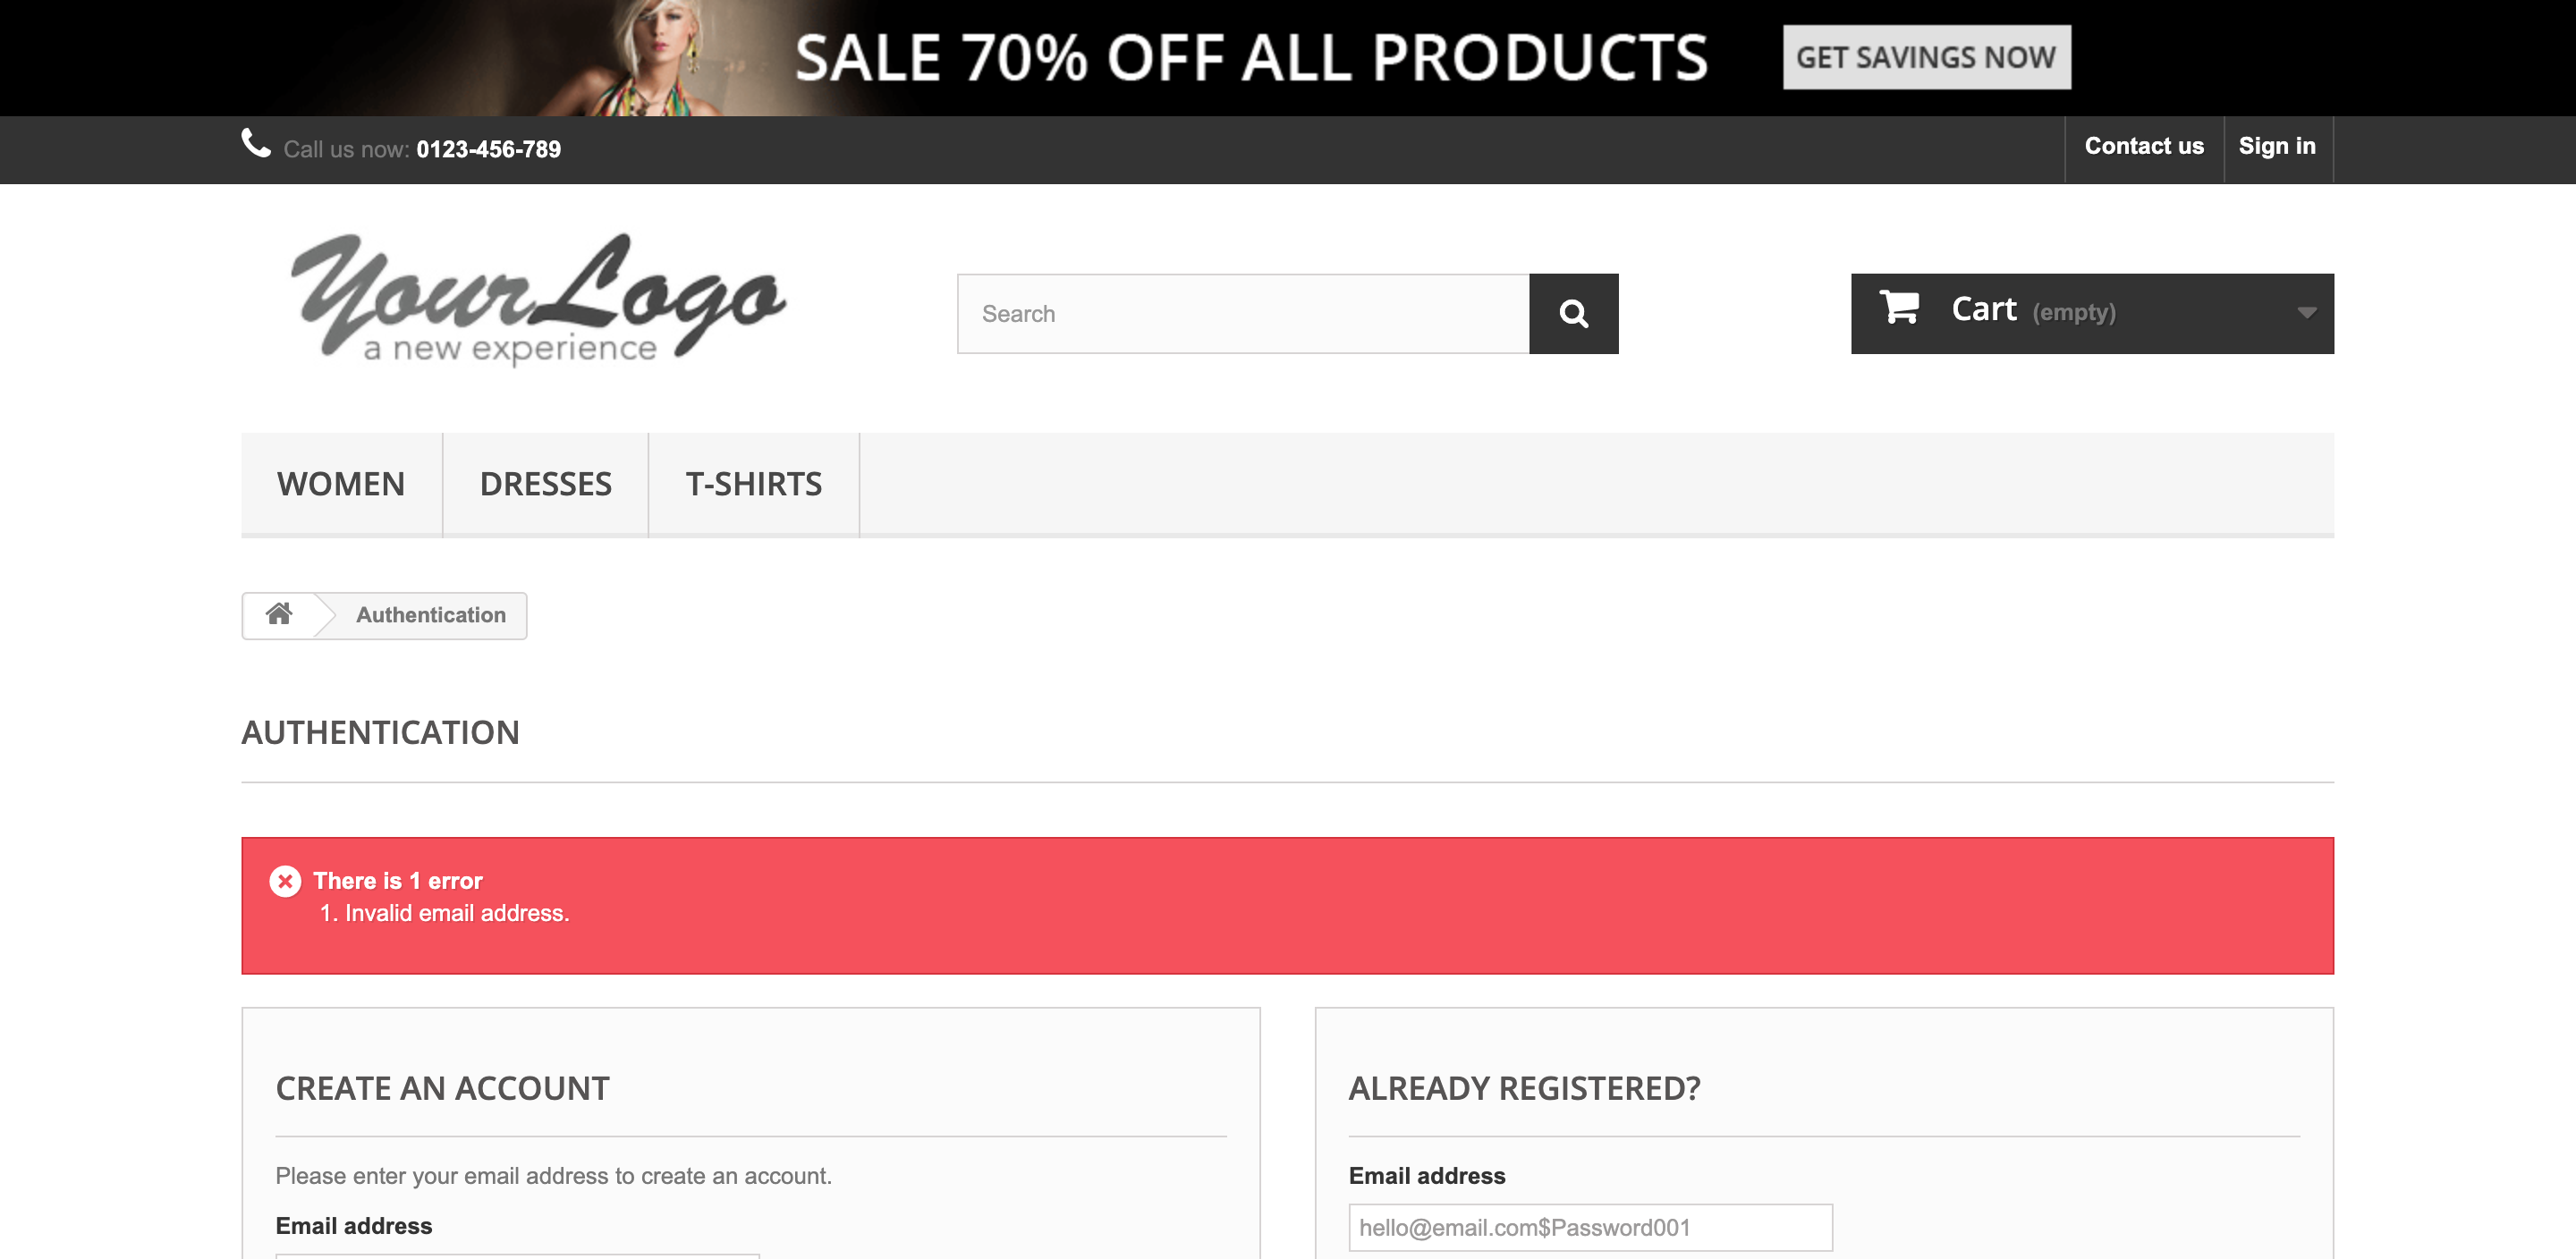 SALE 70% OFF ALL PRODUCTS GET SAVINGS NOW
Call us now: 0123-456-789 Contact us Sign in
Your Logo
a new experience
Search
Cart (empty)
WOMEN DRESSES T-SHIRTS
Authentication
AUTHENTICATION
There is 1 error
1. Invalid email address.
CREATE AN ACCOUNT
Please enter your email address to create an account.
Email address
ALREADY REGISTERED?
Email address
hello@email.com$Password001